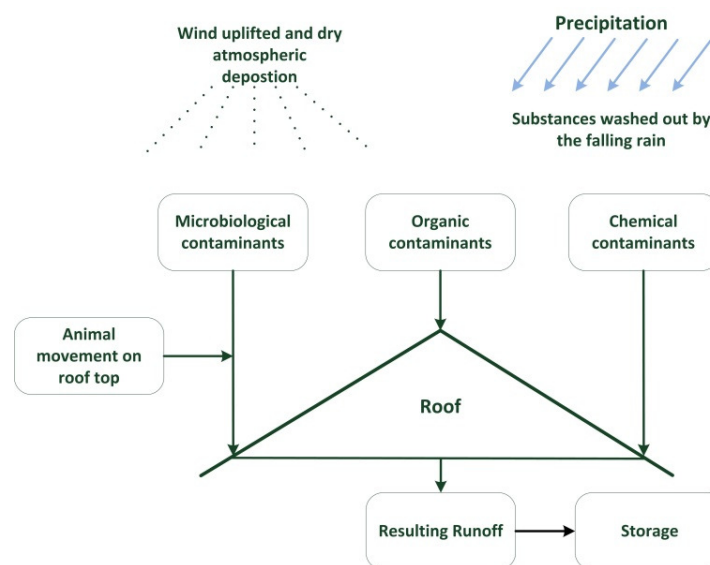 Wind uplifted and dry
atmospheric
depostion
Precipitation
Substances washed out by
the falling rain
Microbiological
contaminants
Organic
contaminants
Chemical
contaminants
Animal
movement on
roof top
Roof
Resulting Runoff
Storage